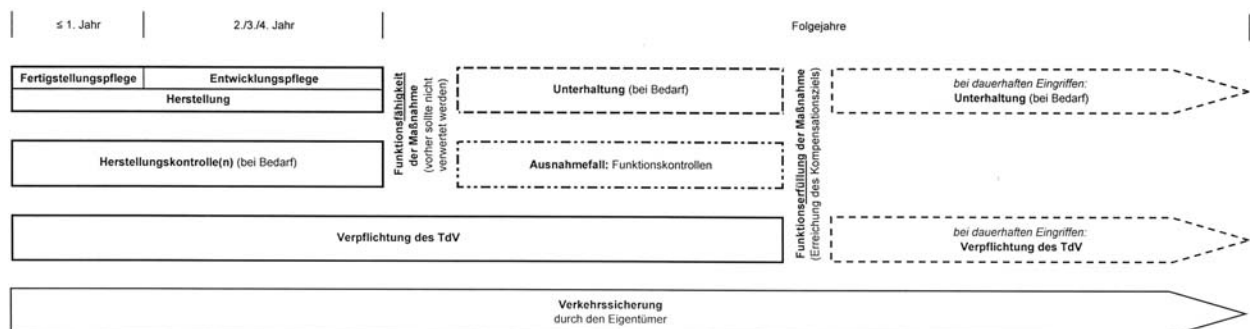 ≤ 1. Jahr
2./3./4. Jahr
Folgejahre
Fertigstellungspflege
Entwicklungspflege
Herstellung
Funktionsfähigkeit
der Maßnahme
(vorher sollte nicht
verwertet werden)
Unterhaltung (bei Bedarf)
Funktionserfüllung der Maßnahme
(Erreichung des Kompensationsziels)
bei dauerhaften Eingriffen:
Unterhaltung (bei Bedarf)
Herstellungskontrolle(n) (bei Bedarf)
Ausnahmefall: Funktionskontrollen
Verpflichtung des TdV
bei dauerhaften Eingriffen:
Verpflichtung des TdV
Verkehrssicherung
durch den Eigentümer